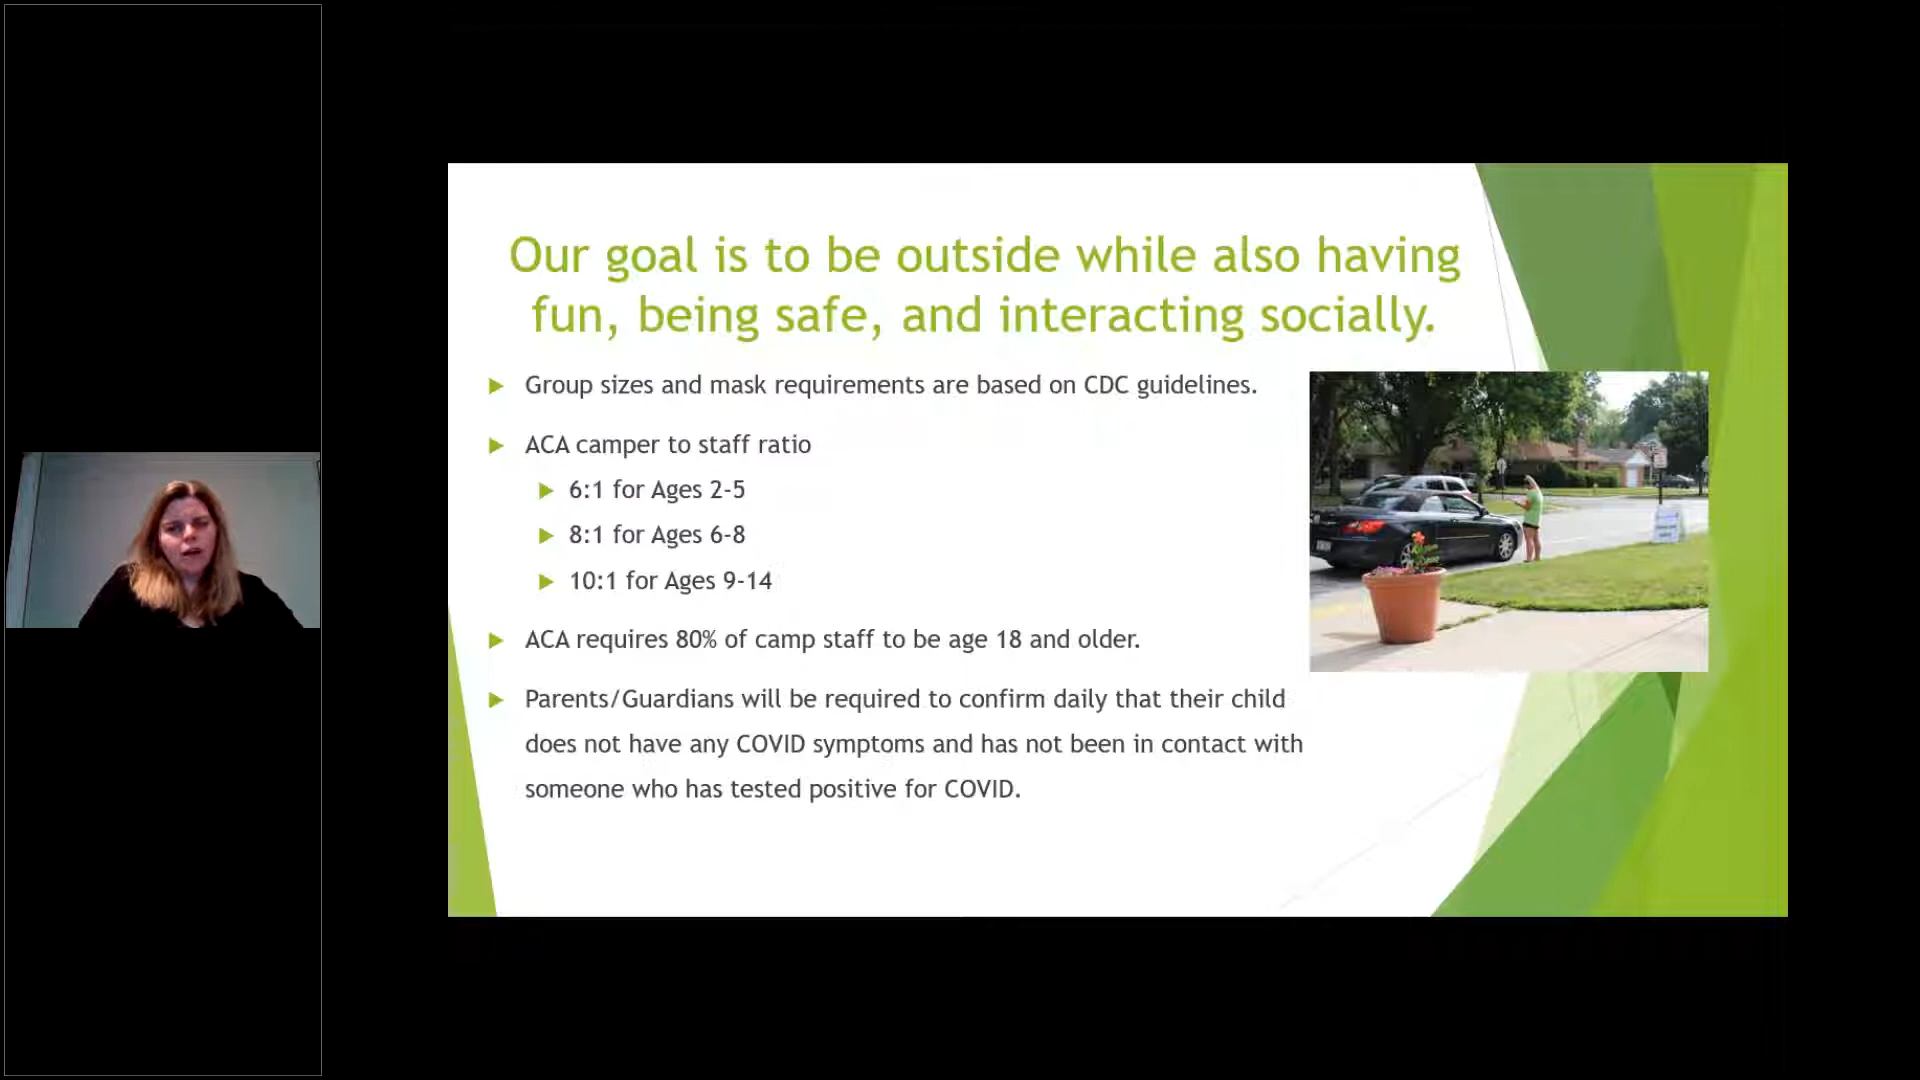 Our goal is to be outside while also having
fun, being safe, and interacting socially.
Group sizes and mask requirements are based on CDC guidelines.
ACA camper to staff ratio
6:1 for Ages 2-5
8:1 for Ages 6-8
10:1 for Ages 9-14
ACA requires 80% of camp staff to be age 18 and older.
Parents/Guardians will be required to confirm daily that their child
does not have any COVID symptoms and has not been in contact with
someone who has tested positive for COVID.